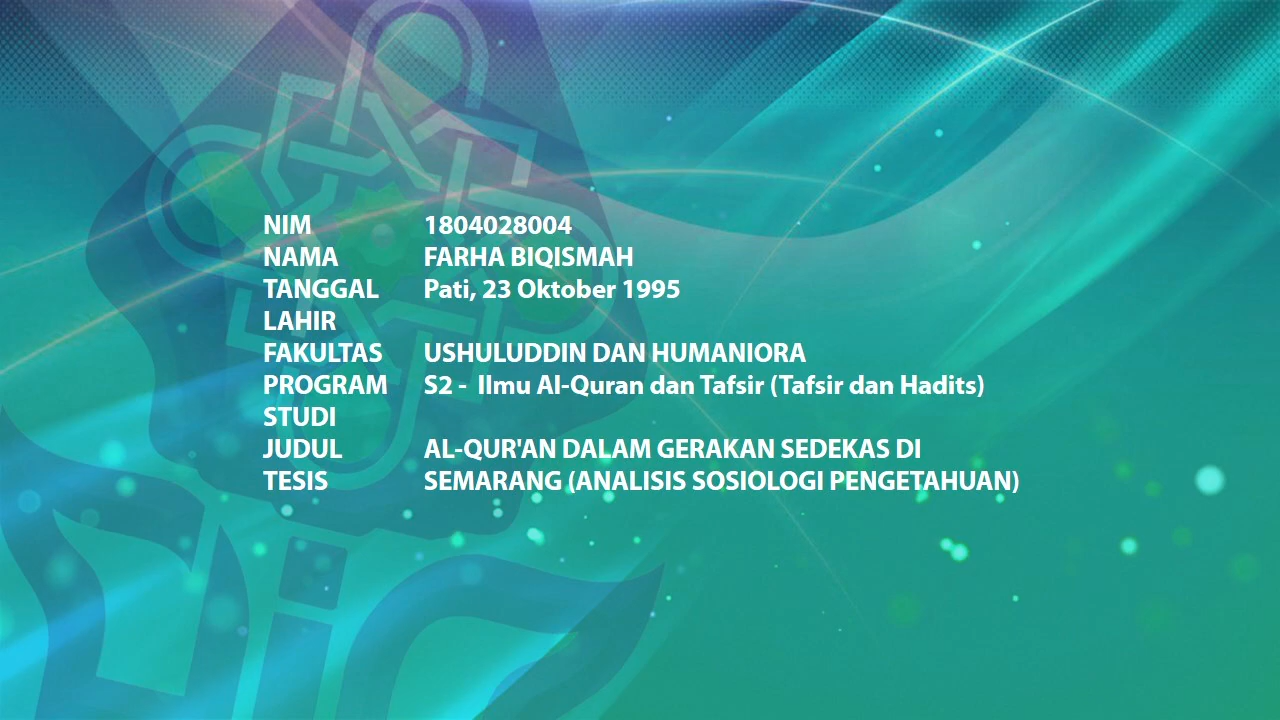 NIM 1804028004
NAMA FARHA BIQISMAH
TANGGAL Pati, 23 Oktober 1995
LAHIR
FAKULTAS USHULUDDIN DAN HUMANIORA
PROGRAM S2 - Ilmu Al-Quran dan Tafsir (Tafsir dan Hadits)
STUDI
JUDUL AL-QUR'AN DALAM GERAKAN SEDEKAS DI
TESIS SEMARANG (ANALISIS SOSIOLOGI PENGETAHUAN)